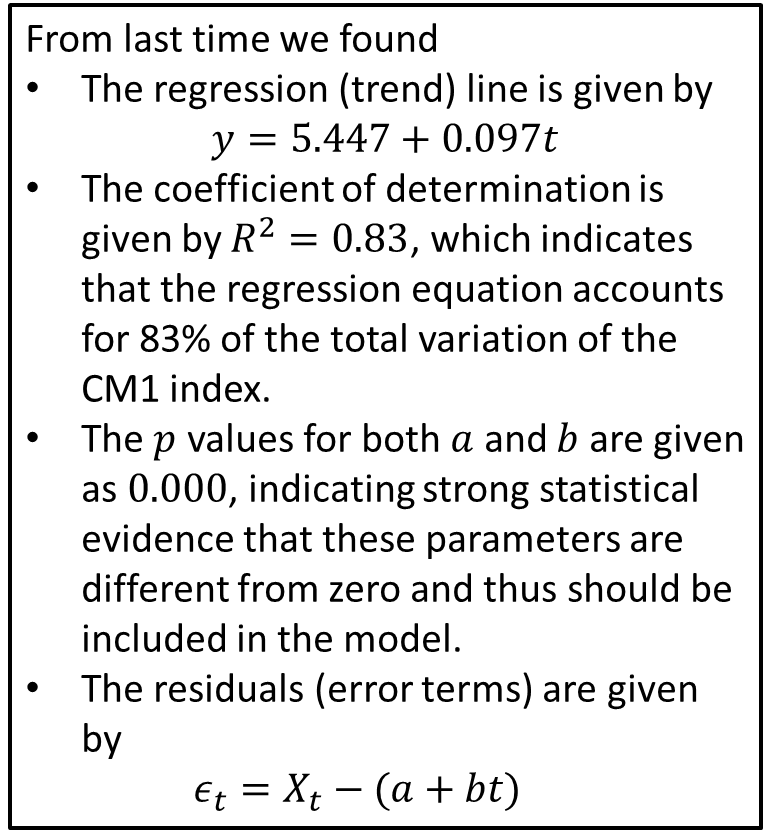 From last time we found
• The regression (trend) line is given by
𝑦 = 5.447 + 0.097𝑡
• The coefficient of determination is
given by 𝑅² = 0.83, which indicates
that the regression equation accounts
for 83% of the total variation of the
CM1 index.
• The 𝑝 values for both 𝑎 and 𝑏 are given
as 0.000, indicating strong statistical
evidence that these parameters are
different from zero and thus should be
included in the model.
• The residuals (error terms) are given
by
𝜖ₜ = 𝑋ₜ − (𝑎 + 𝑏𝑡)